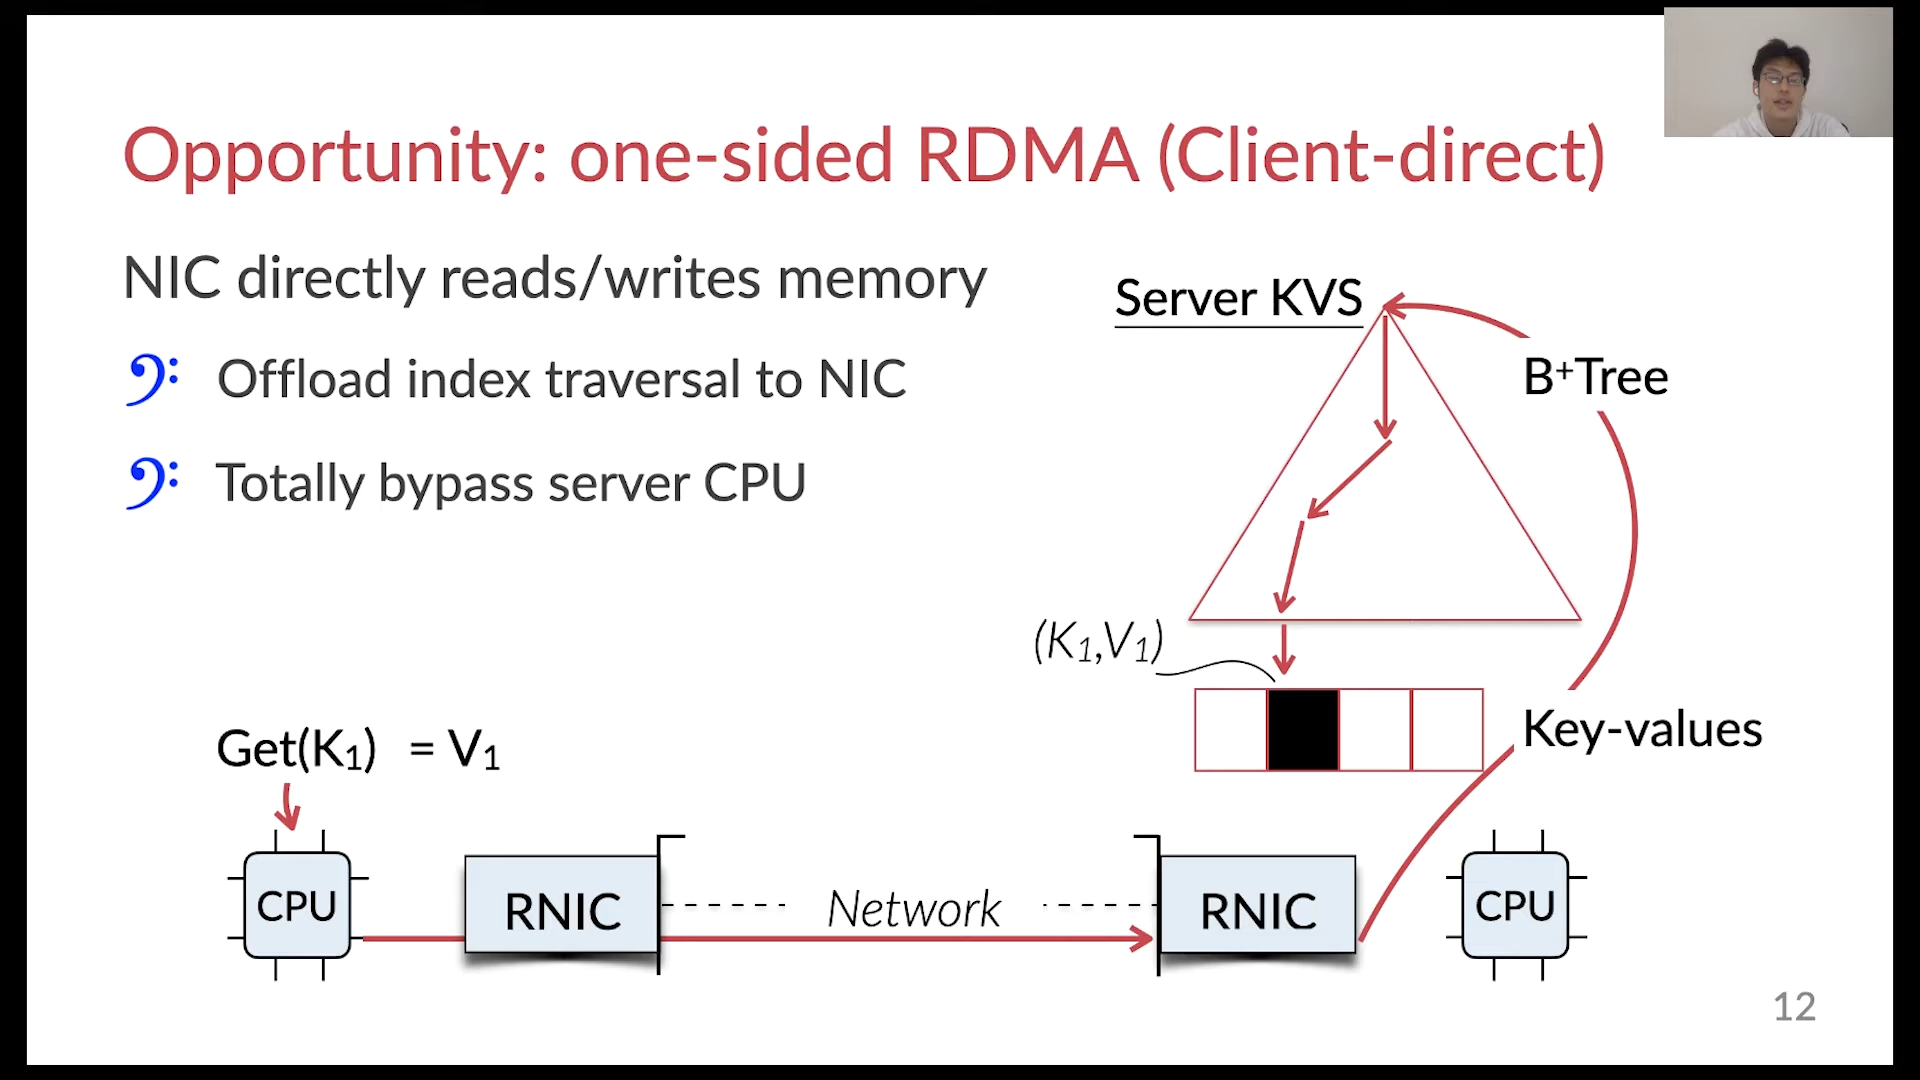 Opportunity: one-sided RDMA (Client-direct)
NIC directly reads/writes memory
Offload index traversal to NIC
Totally bypass server CPU
Server KVS
B⁺Tree
(K₁,V₁)
Key-values
Get(K₁) = V₁
CPU
RNIC
Network
RNIC
CPU
12